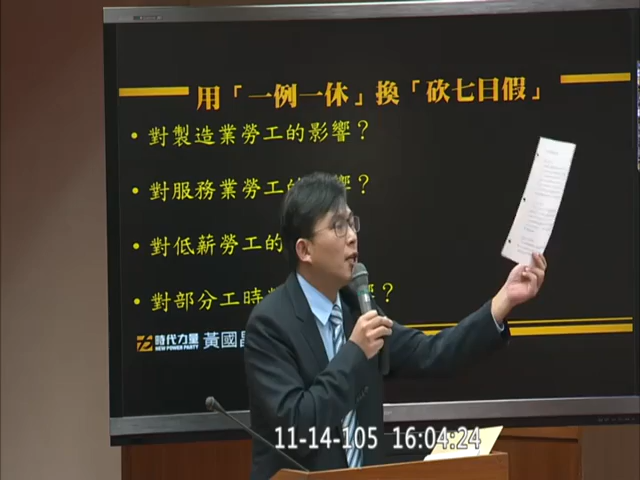 用「一例一休」換「砍七日假」
• 對製造業勞工的影響？
• 對服務業勞工的 響？
• 對低薪勞工的
• 對部分工時 ？
時代力量 黃國昌
NEW POWER PARTY
11-14-105 16:04:24